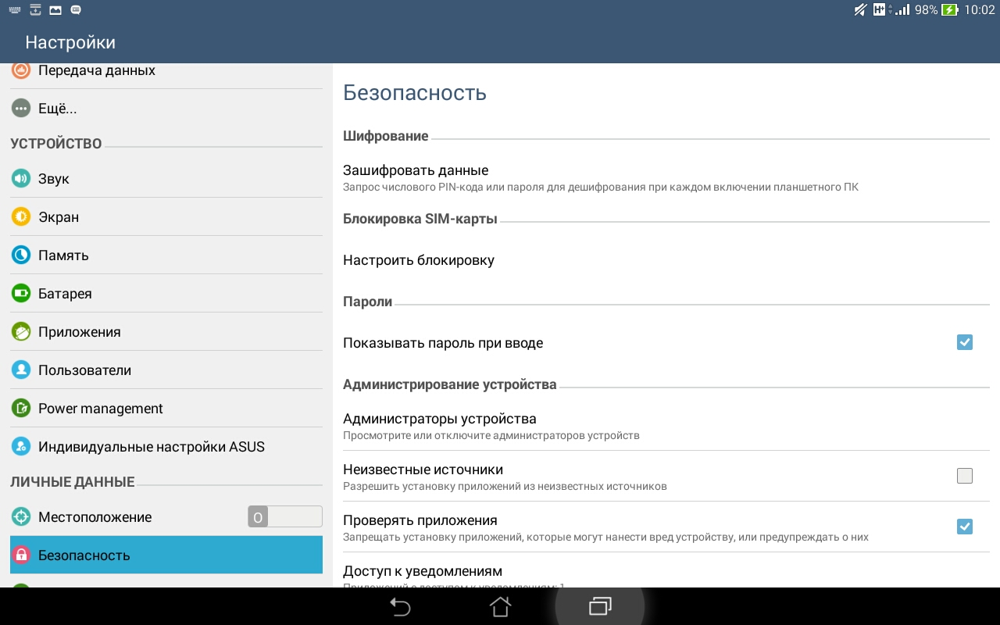 98% 10:02
Настройки
Передача данных
Ещё...
УСТРОЙСТВО
Звук
Экран
Память
Батарея
Приложения
Пользователи
Power management
Индивидуальные настройки ASUS
ЛИЧНЫЕ ДАННЫЕ
Местоположение O
Безопасность
Безопасность
Шифрование
Зашифровать данные
Запрос числового PIN-кода или пароля для дешифрования при каждом включении планшетного ПК
Блокировка SIM-карты
Настроить блокировку
Пароли
Показывать пароль при вводе
Администрирование устройства
Администраторы устройства
Просмотрите или отключите администраторов устройств
Неизвестные источники
Разрешить установку приложений из неизвестных источников
Проверять приложения
Запрещать установку приложений, которые могут нанести вред устройству, или предупреждать о них
Доступ к уведомлениям
Приложений с доступом к уведомлениям: 1